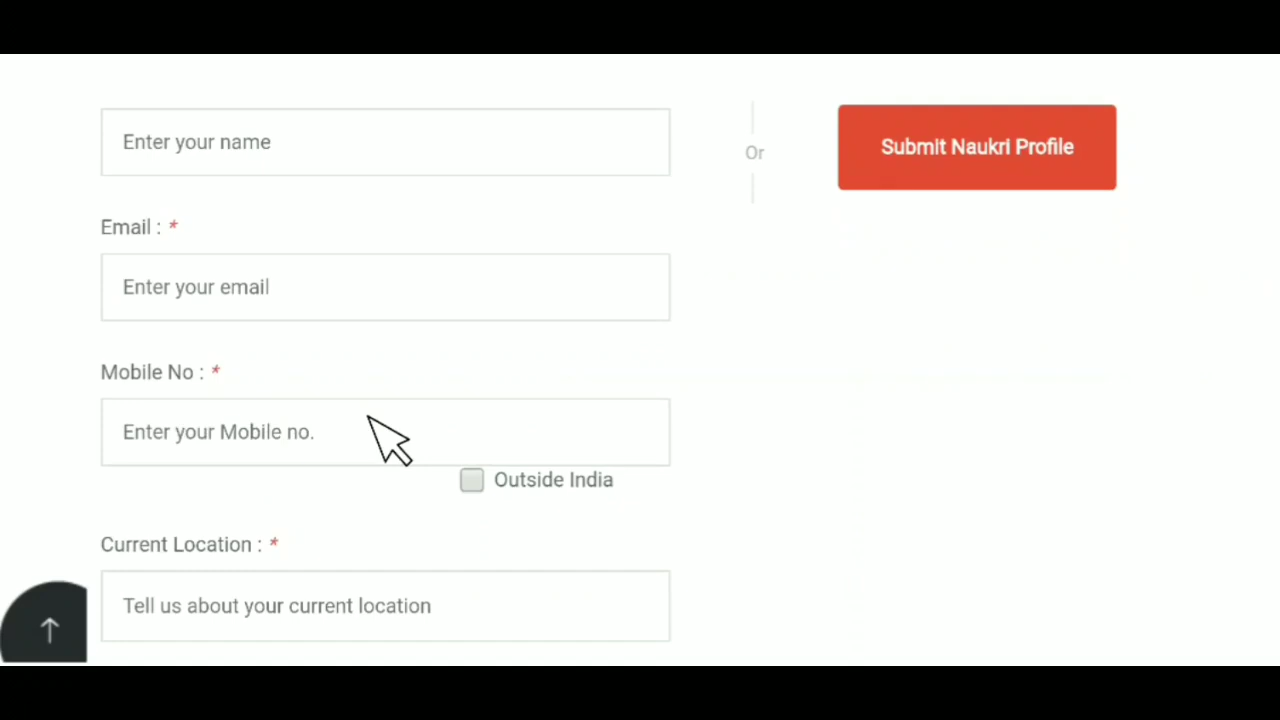 Enter your name
Or
Submit Naukri Profile
Email : *
Enter your email
Mobile No : *
Enter your Mobile no.
Outside India
Current Location : *
Tell us about your current location